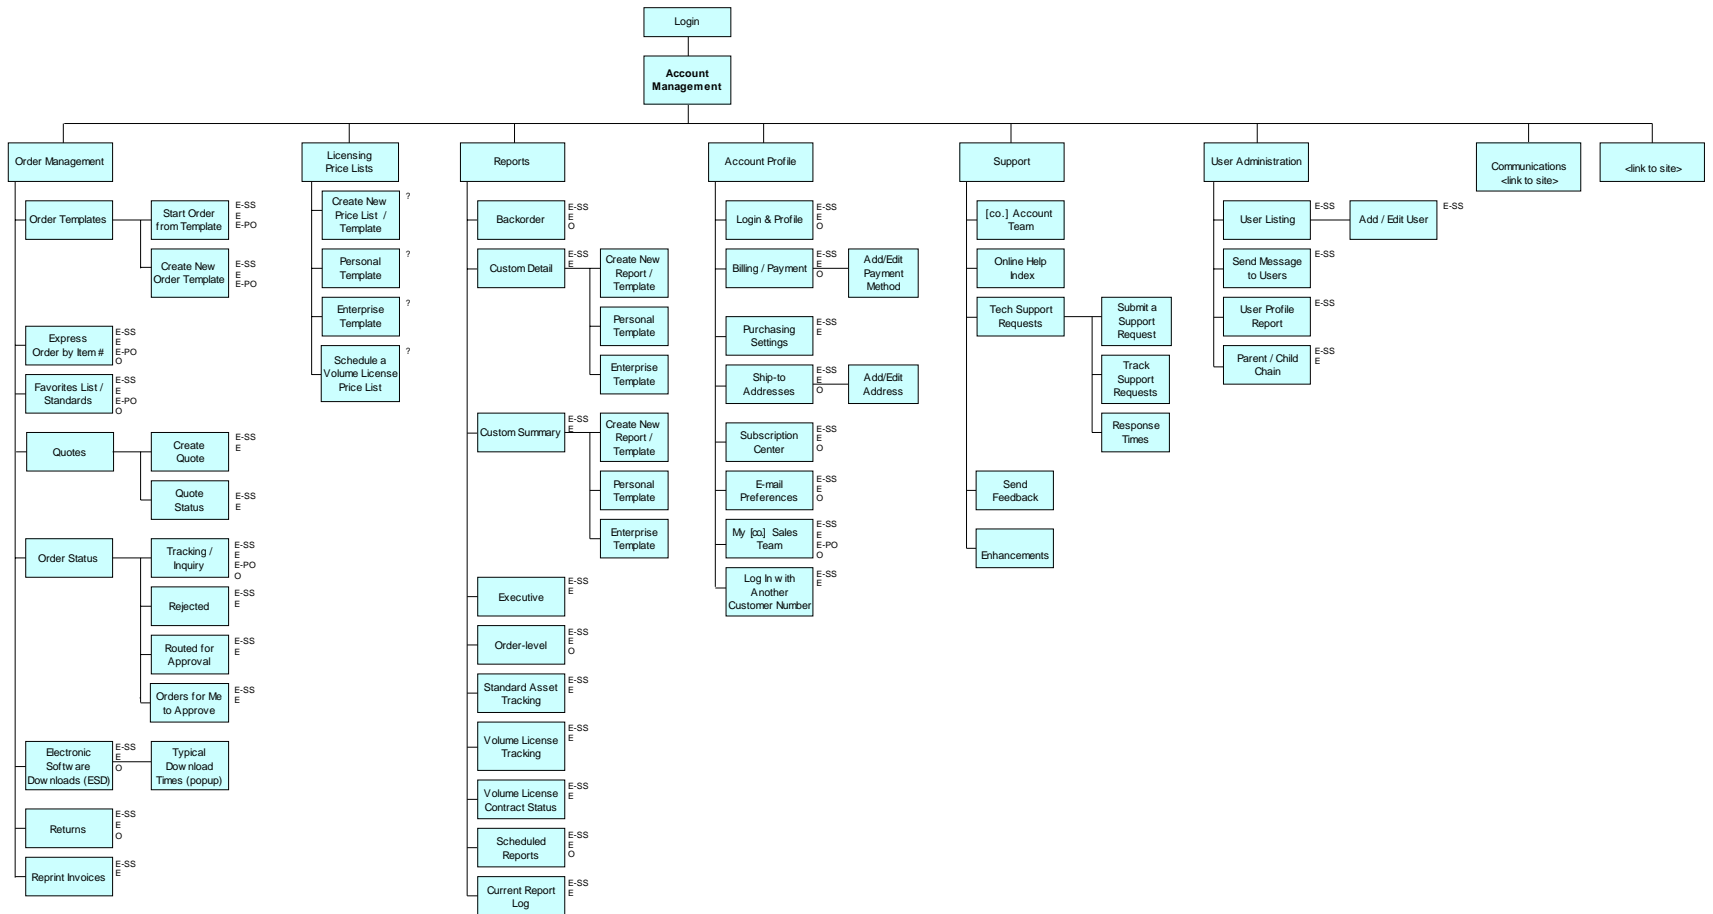 Login
Account
Management
Order Management
Order Templates
Start Order
from Template
E-SS
E
E-PO
Create New
Order Template
E-SS
E
E-PO
Express
Order by Item #
E-SS
E
E-PO
O
Favorites List /
Standards
E-SS
E
E-PO
O
Quotes
Create
Quote
E-SS
E
Quote
Status
E-SS
E
Order Status
Tracking /
Inquiry
E-SS
E
E-PO
O
Rejected
E-SS
E
Routed for
Approval
E-SS
E
Orders for Me
to Approve
E-SS
E
Electronic
Software
Downloads (ESD)
E-SS
E
O
Typical
Download
Times (popup)
Returns
E-SS
E
O
Reprint Invoices
E-SS
E
Licensing
Price Lists
Create New
Price List /
Template
?
Personal
Template
?
Enterprise
Template
?
Schedule a
Volume License
Price List
?
Reports
Backorder
E-SS
E
O
Custom Detail
E-SS
E
Create New
Report /
Template
Personal
Template
Enterprise
Template
Custom Summary
E-SS
E
Create New
Report /
Template
Personal
Template
Enterprise
Template
Executive
E-SS
E
Order-level
E-SS
E
O
Standard Asset
Tracking
E-SS
E
Volume License
Tracking
E-SS
E
Volume License
Contract Status
E-SS
E
Scheduled
Reports
E-SS
E
O
Current Report
Log
E-SS
E
Account Profile
Login & Profile
E-SS
E
O
Billing / Payment
E-SS
E
O
Add/Edit
Payment
Method
Purchasing
Settings
E-SS
E
Ship-to
Addresses
E-SS
E
O
Add/Edit
Address
Subscription
Center
E-SS
E
O
E-mail
Preferences
E-SS
E
O
My [co.] Sales
Team
E-SS
E
E-PO
O
Log In with
Another
Customer Number
E-SS
E
Support
[co.] Account
Team
Online Help
Index
Tech Support
Requests
Submit a
Support
Request
Track
Support
Requests
Response
Times
Send
Feedback
Enhancements
User Administration
User Listing
E-SS
Add / Edit User
E-SS
Send Message
to Users
E-SS
User Profile
Report
E-SS
Parent / Child
Chain
E-SS
E
Communications
<link to site>
<link to site>